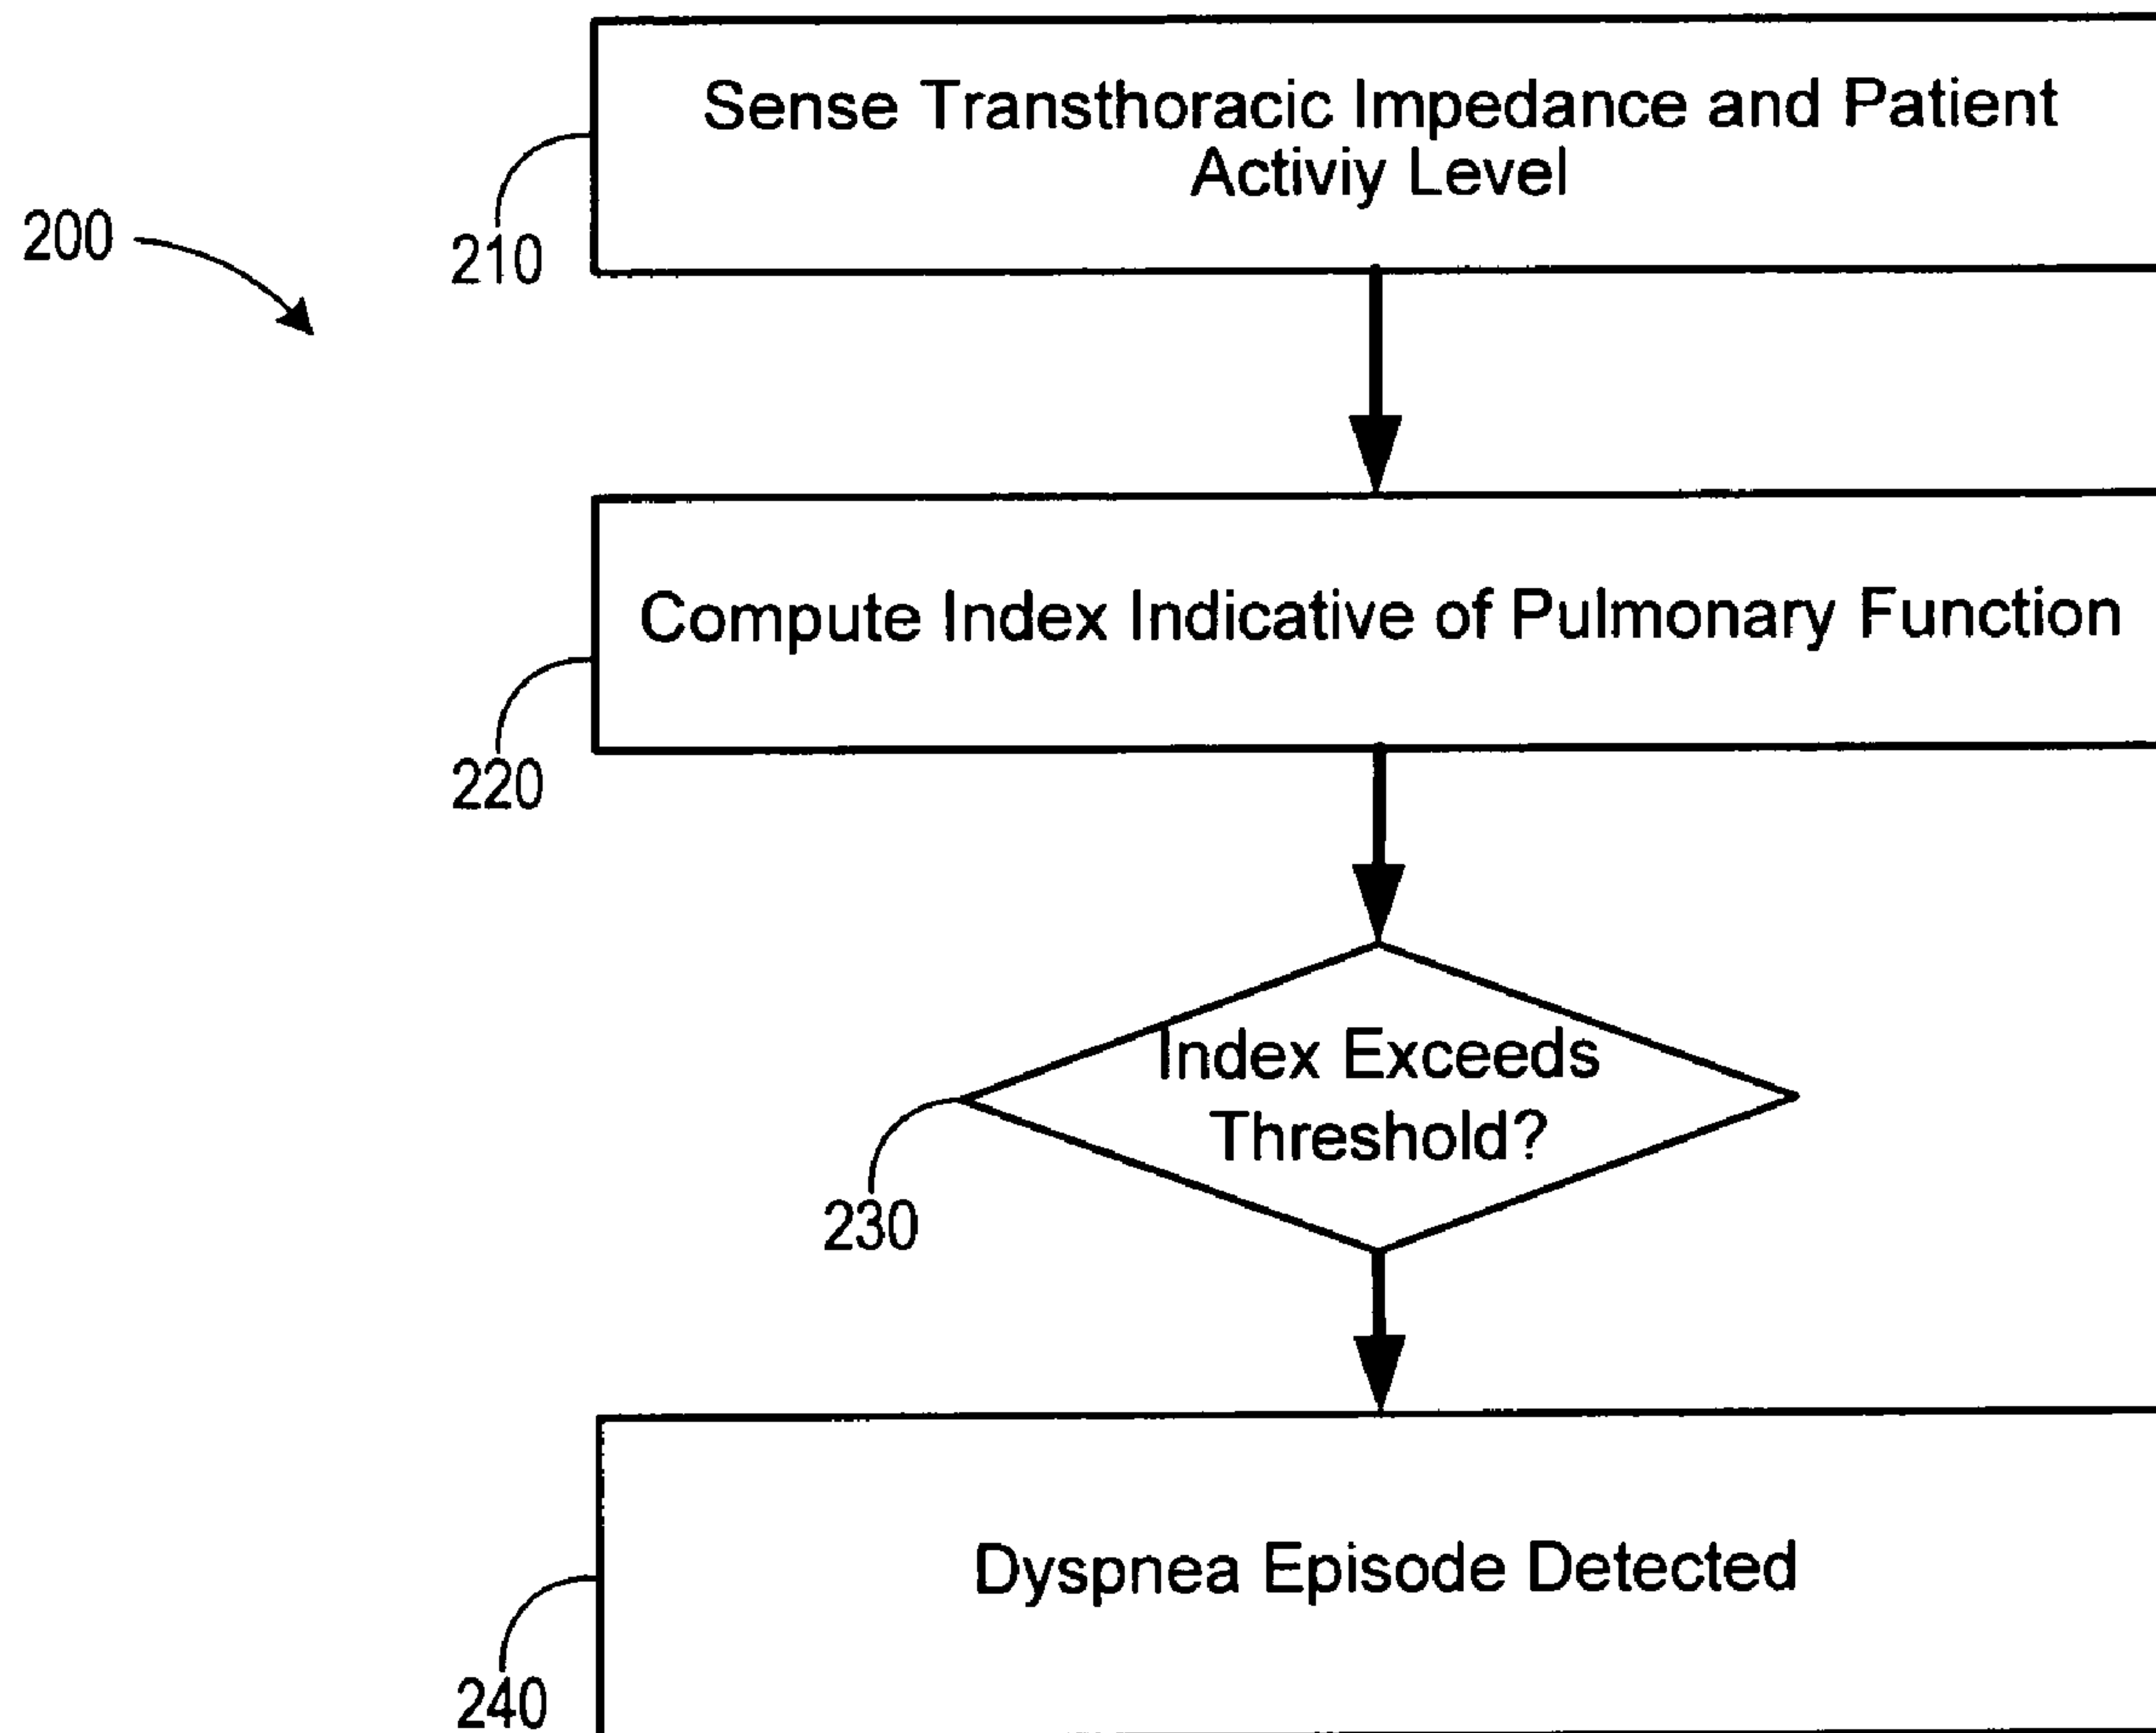 Sense Transthoracic Impedance and Patient
Activiy Level
200
210
Compute Index Indicative of Pulmonary Function
220
Index Exceeds
Threshold?
230
Dyspnea Episode Detected
240